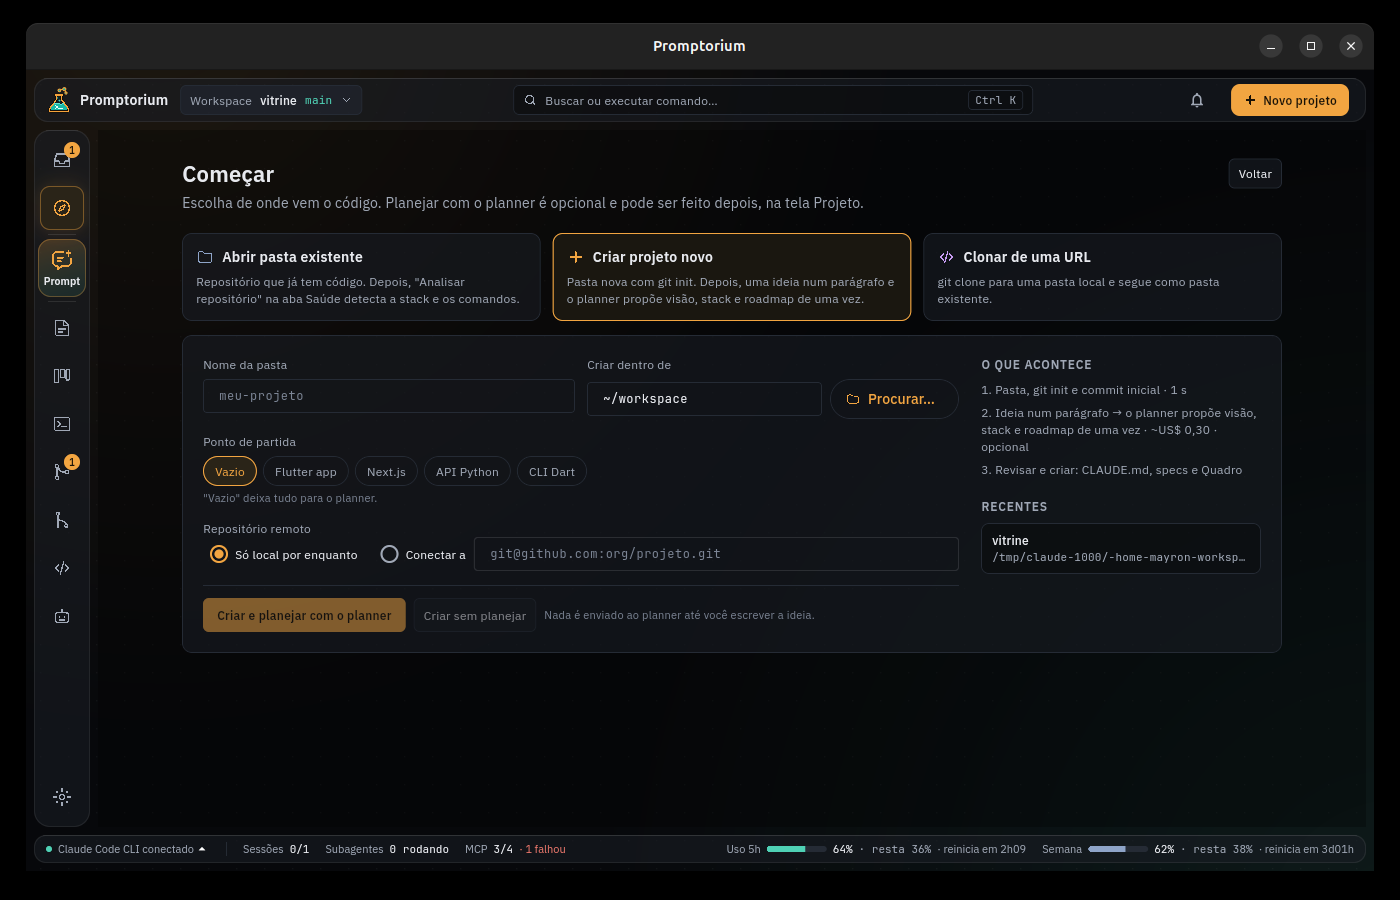 Promptorium
Promptorium
Workspace vitrine main
Buscar ou executar comando...
Ctrl K
Novo projeto
1
Prompt
1
Começar
Voltar
Escolha de onde vem o código. Planejar com o planner é opcional e pode ser feito depois, na tela Projeto.
Abrir pasta existente
Repositório que já tem código. Depois, "Analisar
repositório" na aba Saúde detecta a stack e os comandos.
Criar projeto novo
Pasta nova com git init. Depois, uma ideia num parágrafo e
o planner propõe visão, stack e roadmap de uma vez.
Clonar de uma URL
git clone para uma pasta local e segue como pasta
existente.
Nome da pasta
meu-projeto
Criar dentro de
~/workspace
Procurar...
Ponto de partida
Vazio
Flutter app
Next.js
API Python
CLI Dart
"Vazio" deixa tudo para o planner.
Repositório remoto
Só local por enquanto
Conectar a
git@github.com:org/projeto.git
Criar e planejar com o planner
Criar sem planejar
Nada é enviado ao planner até você escrever a ideia.
O QUE ACONTECE
1. Pasta, git init e commit inicial · 1 s
2. Ideia num parágrafo → o planner propõe visão,
stack e roadmap de uma vez · ~US$ 0,30 ·
opcional
3. Revisar e criar: CLAUDE.md, specs e Quadro
RECENTES
vitrine
/tmp/claude-1000/-home-mayron-worksp…
Claude Code CLI conectado
Sessões 0/1
Subagentes 0 rodando
MCP 3/4 · 1 falhou
Uso 5h 64% · resta 36% · reinicia em 2h09
Semana 62% · resta 38% · reinicia em 3d01h